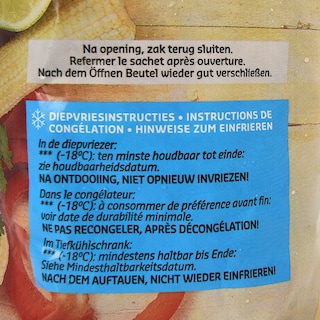 Na opening, zak terug sluiten.
Refermer le sachet après ouverture.
Nach dem Öffnen Beutel wieder gut verschließen.
DIEPVRIESINSTRUCTIES • INSTRUCTIONS DE
CONGÉLATION • HINWEISE ZUM EINFRIEREN
In de diepvriezer:
*** (-18°C): ten minste houdbaar tot einde:
zie houdbaarheidsdatum.
NA ONTDOOIING, NIET OPNIEUW INVRIEZEN!
Dans le congélateur:
*** (-18°C): à consommer de préférence avant fin:
voir date de durabilité minimale.
NE PAS RECONGELER, APRÈS DÉCONGÉLATION!
Im Tiefkühlschrank:
*** (-18°C): mindestens haltbar bis Ende:
Siehe Mindesthaltbarkeitsdatum.
NACH DEM AUFTAUEN, NICHT WIEDER EINFRIEREN!